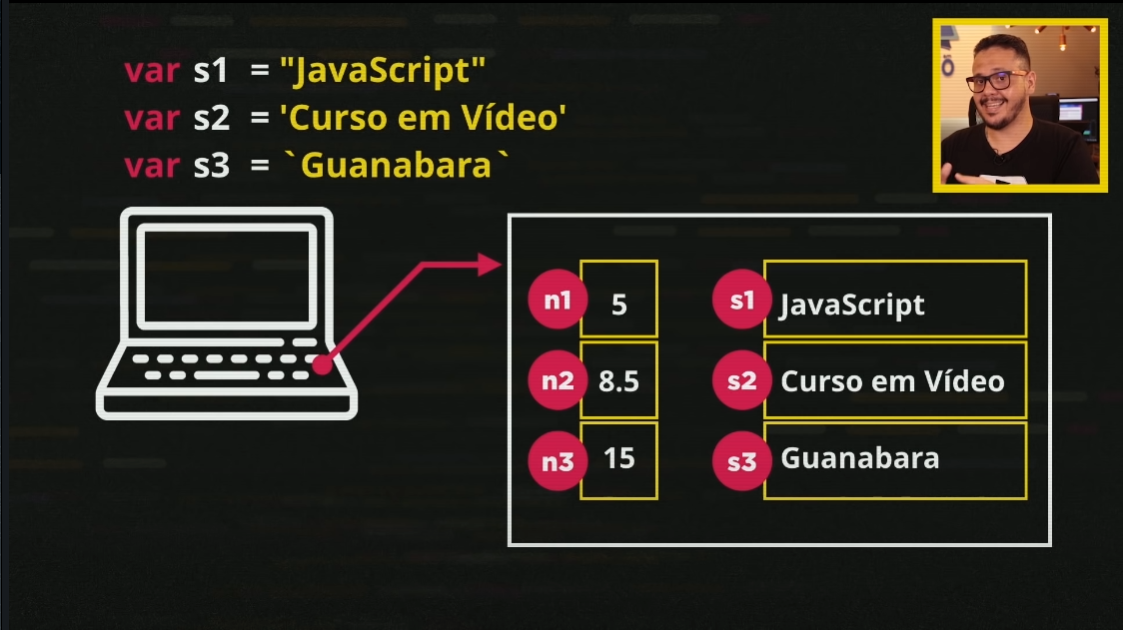 var s1 = "JavaScript"
var s2 = 'Curso em Vídeo'
var s3 = `Guanabara`
n1 5 s1 JavaScript
n2 8.5 s2 Curso em Vídeo
n3 15 s3 Guanabara